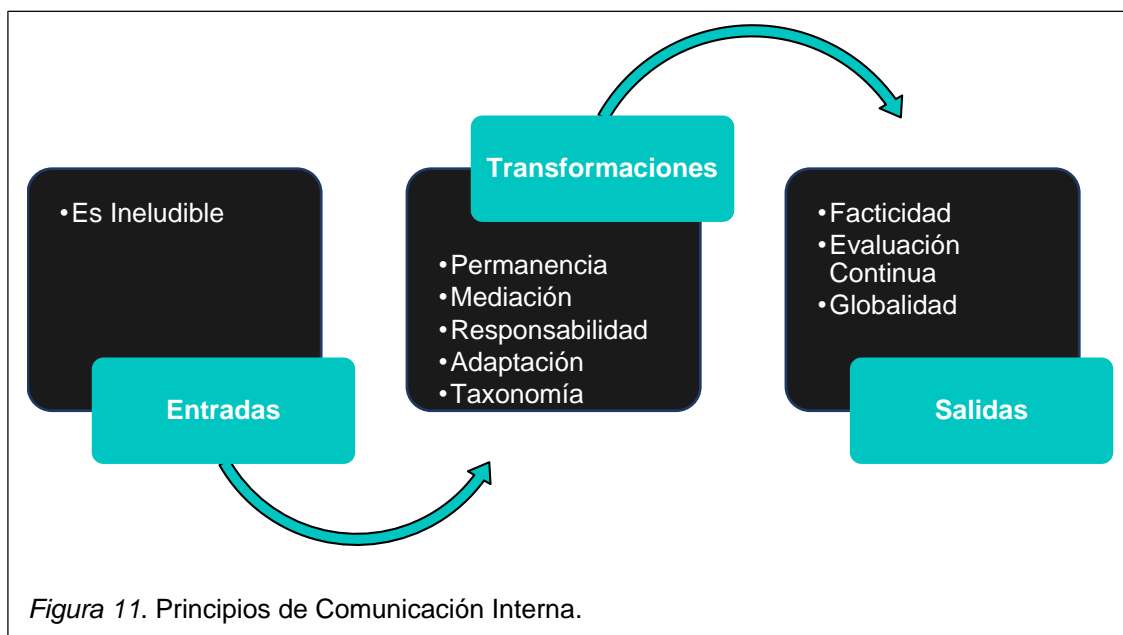 •Es Ineludible
Entradas
Transformaciones
•Permanencia
•Mediación
•Responsabilidad
•Adaptación
•Taxonomía
•Facticidad
•Evaluación
Continua
•Globalidad
Salidas
Figura 11. Principios de Comunicación Interna.